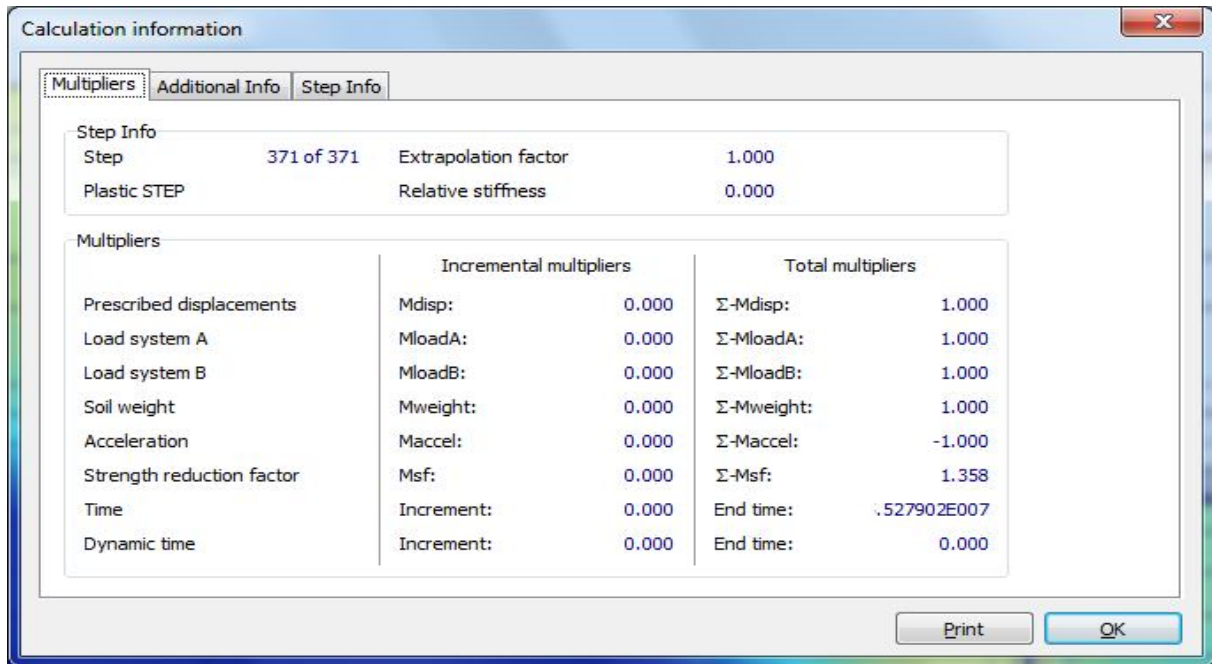 Calculation information
Multipliers Additional Info Step Info
Step Info
Step 371 of 371 Extrapolation factor 1.000
Plastic STEP Relative stiffness 0.000
Multipliers
Incremental multipliers Total multipliers
Prescribed displacements Mdisp: 0.000 Σ-Mdisp: 1.000
Load system A MloadA: 0.000 Σ-MloadA: 1.000
Load system B MloadB: 0.000 Σ-MloadB: 1.000
Soil weight Mweight: 0.000 Σ-Mweight: 1.000
Acceleration Maccel: 0.000 Σ-Maccel: -1.000
Strength reduction factor Msf: 0.000 Σ-Msf: 1.358
Time Increment: 0.000 End time: .527902E007
Dynamic time Increment: 0.000 End time: 0.000
Print OK